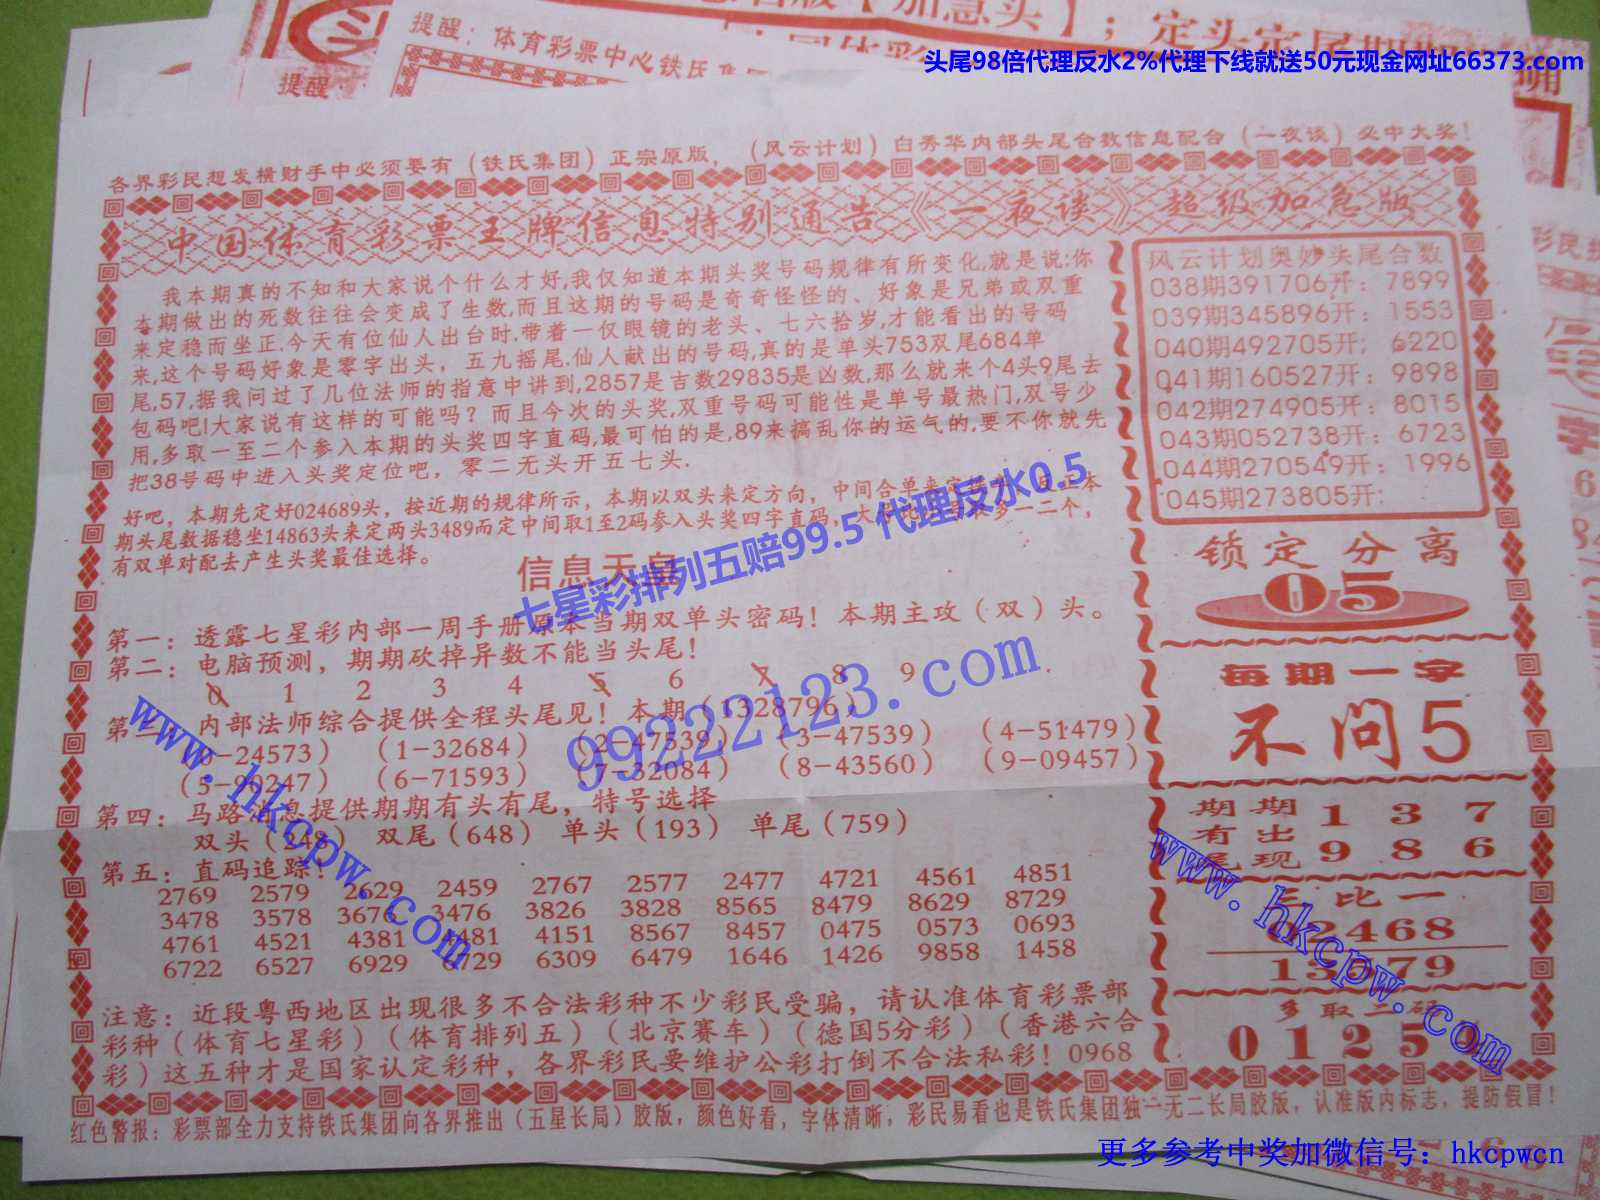 提醒：体育彩票中心铁氏
头尾98倍代理反水2%代理下线就送50元现金网址66373.com
提醒
各界彩民想发横财手中必须要有（铁氏集团）正宗原版，（风云计划）白秀华内部头尾合数信息配合（一夜谈）必中大奖！
中国体育彩票王牌信息特别通告《一夜谈》超级加急版
我本期真的不知和大家说个什么才好,我仅知道本期头奖号码规律有所变化,就是说:你
本期做出的死数往往会变成了生数,而且这期的号码是奇奇怪怪的、好象是兄弟或双重
来定稳而坐正.今天有位仙人出台时.带着一仅眼镜的老头、七六拾岁,才能看出的号码
来,这个号码好象是零字出头，五九摇尾.仙人献出的号码,真的是单头753双尾684单
尾,57,据我问过了几位法师的指意中讲到,2857是吉数29835是凶数,那么就来个4头9尾去
包码吧!大家说有这样的可能吗？而且今次的头奖,双重号码可能性是单号最热门,双号少
用,多取一至二个参入本期的头奖四字直码,最可怕的是,89来搞乱你的运气的,要不你就先
把38号码中进入头奖定位吧，零二无头开五七头.
好吧，本期先定好024689头，按近期的规律所示，本期以双头来定方向，中间合单来定
期头尾数据稳坐14863头来定两头3489而定中间取1至2码参入头奖四字直码，
有双单对配去产生头奖最佳选择。
信息天皇
七星彩排列五赔99.5 代理反水0.5
第一：透露七星彩内部一周手册原本当期双单头密码！本期主攻（双）头。
第二：电脑预测，期期砍掉异数不能当头尾！
0 1 2 3 4 5 6 7 8 9
第三：内部法师综合提供全程头尾见！本期（1328796）
（0-24573）（1-32684）（2-47539）（3-47539）（4-51479）
（5-90247）（6-71593）（7-32084）（8-43560）（9-09457）
99222123.com
www.hkcpw.com
第四：马路消息提供期期有头有尾，特号选择
双头（248） 双尾（648） 单头（193） 单尾（759）
第五：直码追踪：
2769 2579 2629 2459 2767 2577 2477 4721 4561 4851
3478 3578 3676 3476 3826 3828 8565 8479 8629 8729
4761 4521 4381 4481 4151 8567 8457 0475 0573 0693
6722 6527 6929 6729 6309 6479 1646 1426 9858 1458
注意：近段粤西地区出现很多不合法彩种不少彩民受骗，请认准体育彩票部
彩种（体育七星彩）（体育排列五）（北京赛车）（德国5分彩）（香港六合
彩）这五种才是国家认定彩种，各界彩民要维护公彩打倒不合法私彩！0968
风云计划奥妙头尾合数
038期391706开：7899
039期345896开：1553
040期492705开：6220
041期160527开：9898
042期274905开：8015
043期052738开：6723
044期270549开：1996
045期273805开：
锁定分离
05
每期一字
不问5
期期 1 3 7
有出
尾现 9 8 6
三比一
02468
13579
www.hkcpw.com
多取二码
0125
红色警报：彩票部全力支持铁氏集团向各界推出（五星长局）胶版，颜色好看，字体清晰，彩民易看也是铁氏集团独一无二长局胶版，认准版内标志，提防假冒！
更多参考中奖加微信号：hkcpwcn